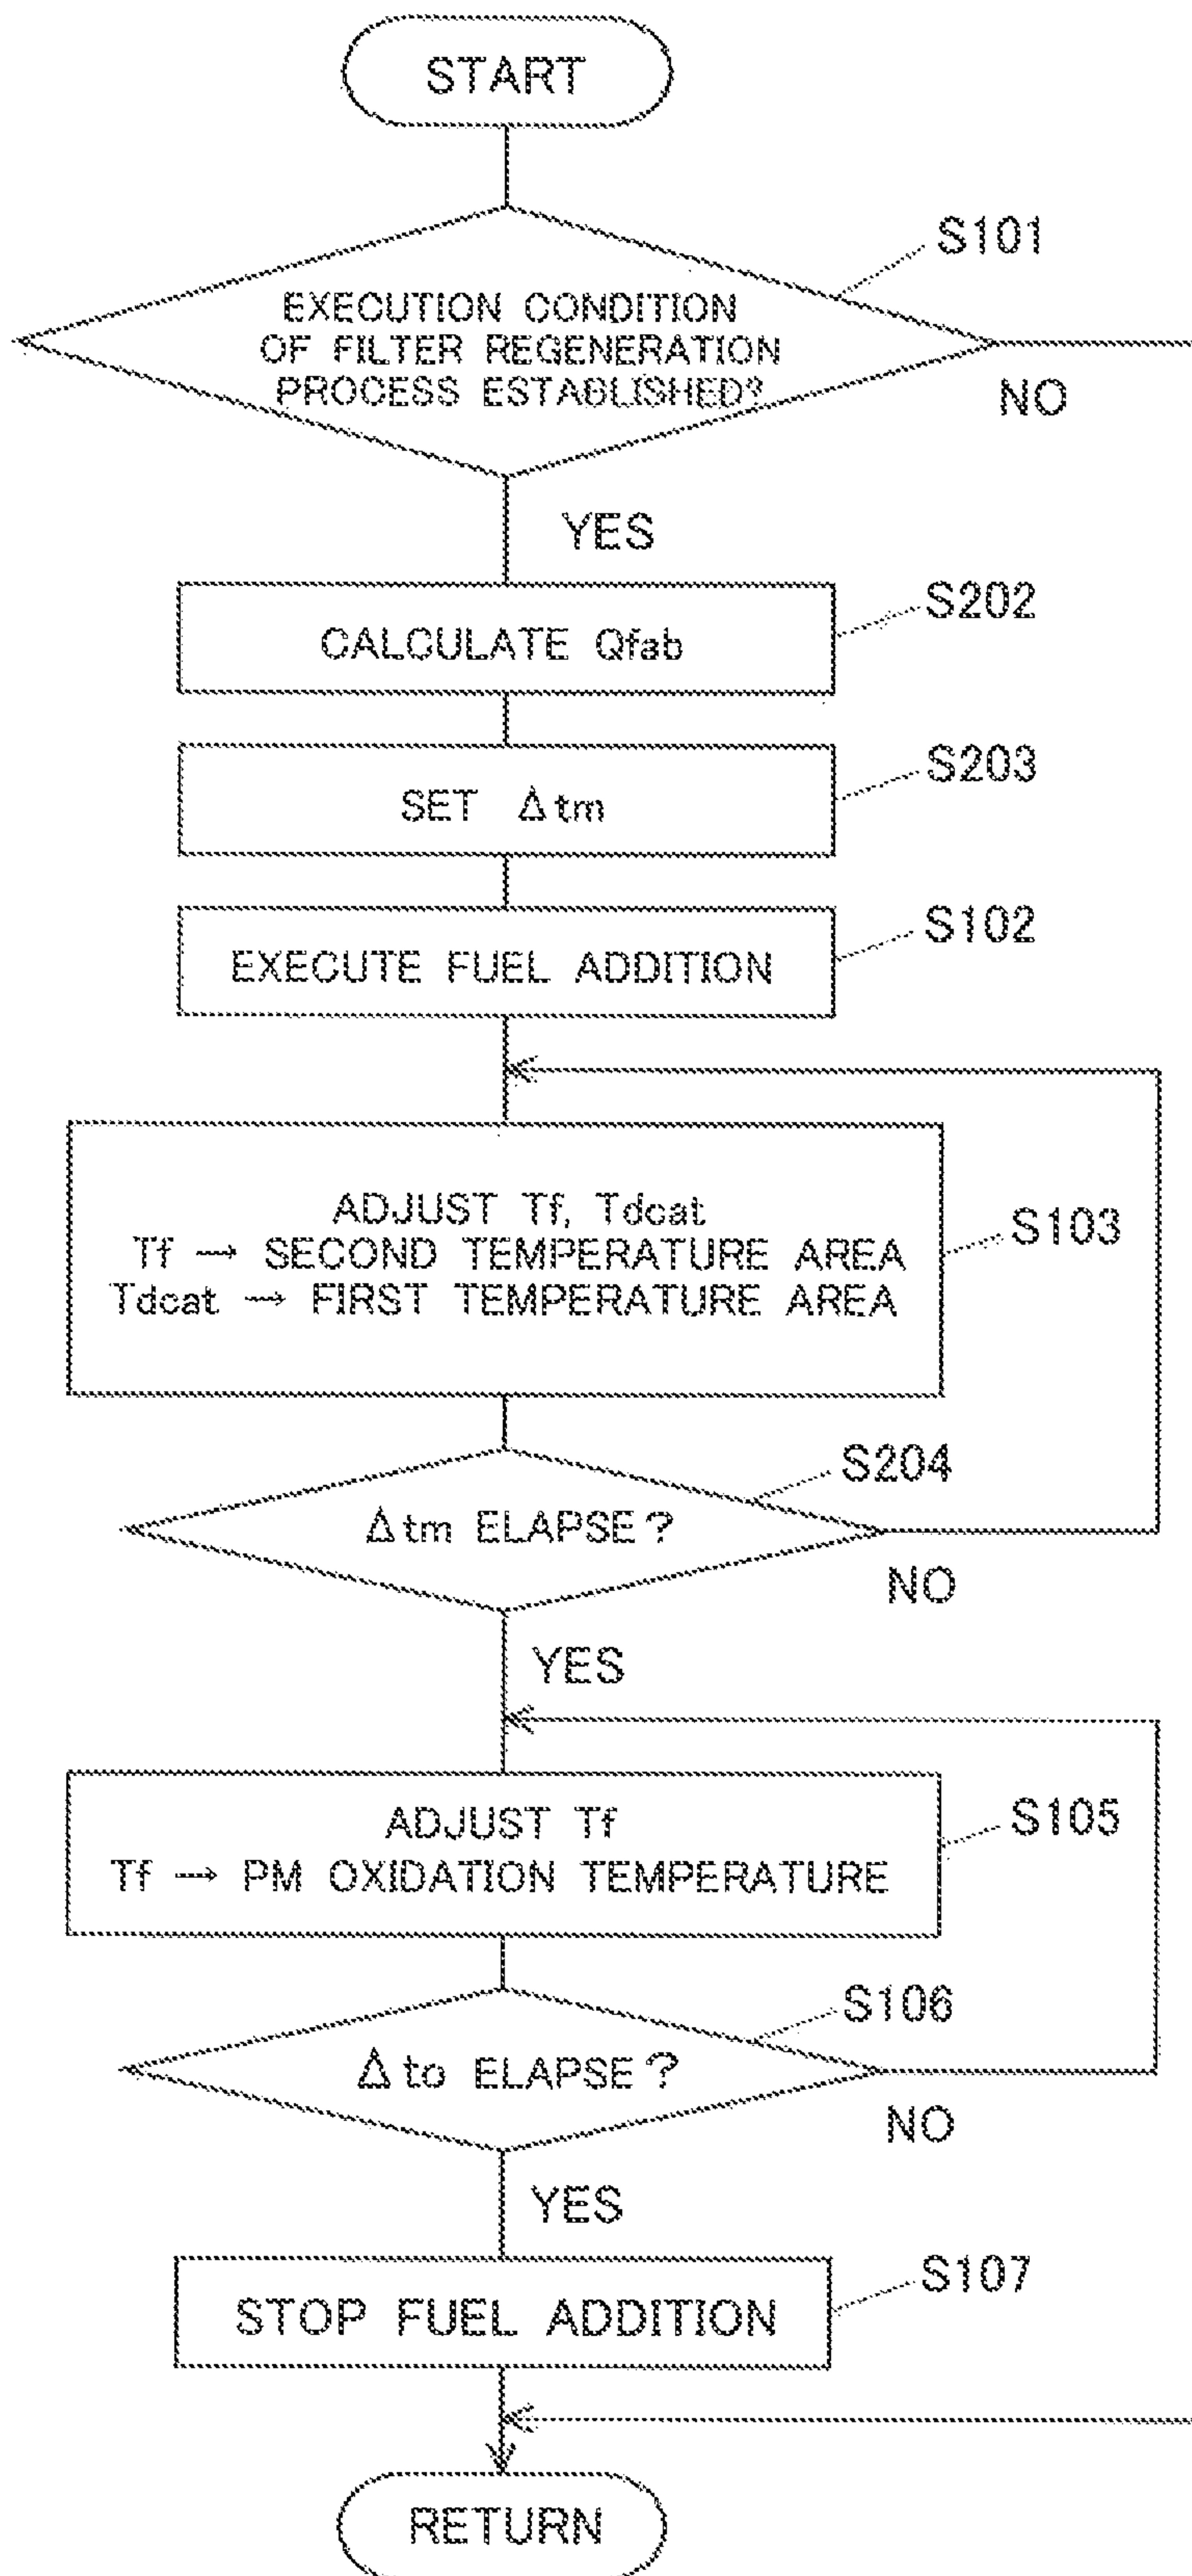 START
S101
EXECUTION CONDITION
OF FILTER REGENERATION
PROCESS ESTABLISHED?
NO
YES
S202
CALCULATE Qfab
S203
SET Δtm
S102
EXECUTE FUEL ADDITION
S103
ADJUST Tf, Tdcat
Tf → SECOND TEMPERATURE AREA
Tdcat → FIRST TEMPERATURE AREA
S204
Δtm ELAPSE?
NO
YES
S105
ADJUST Tf
Tf → PM OXIDATION TEMPERATURE
S106
Δto ELAPSE?
NO
YES
S107
STOP FUEL ADDITION
RETURN